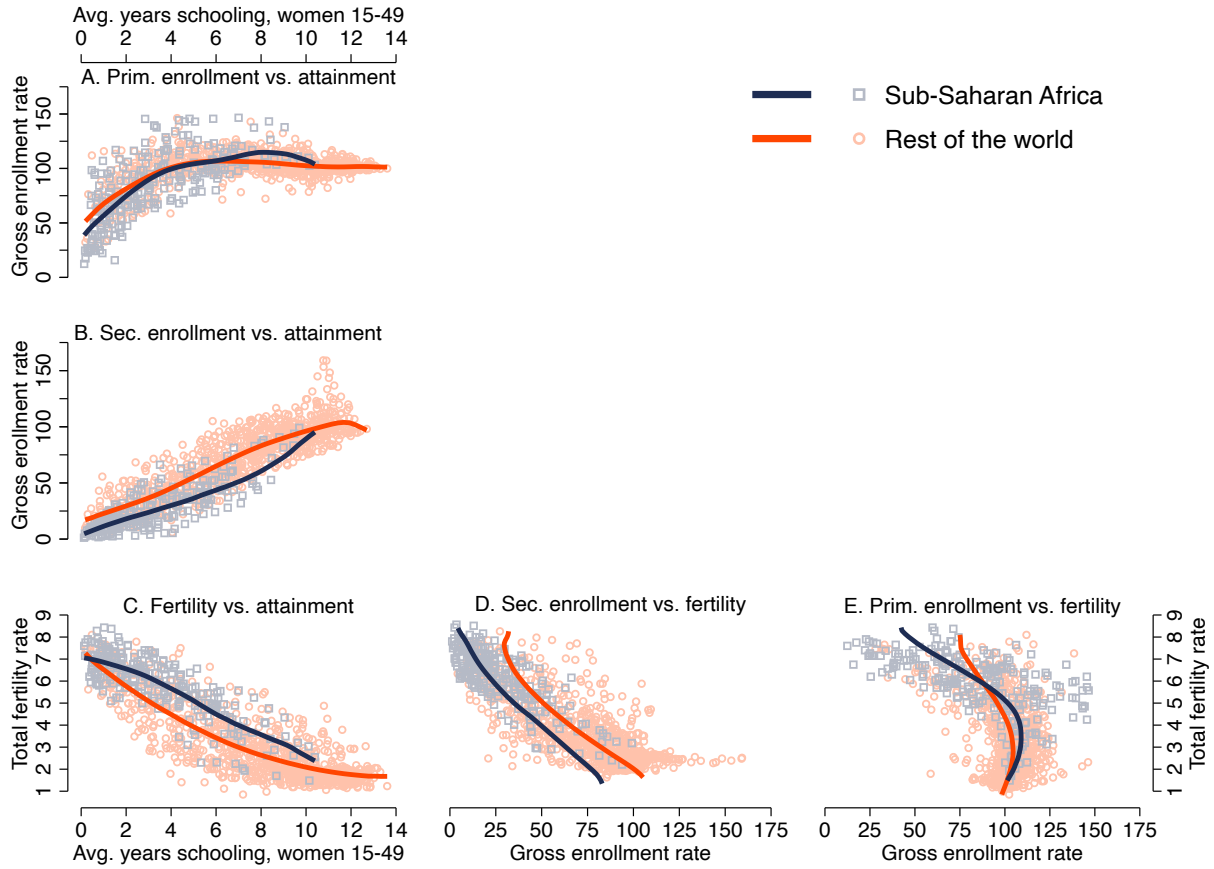 Avg. years schooling, women 15-49
0 2 4 6 8 10 12 14
A. Prim. enrollment vs. attainment
Gross enrollment rate
0 50 100 150
Sub-Saharan Africa
Rest of the world
B. Sec. enrollment vs. attainment
Gross erollment rate
0 50 100 150
C. Fertility vs. attainment
Total fertility rate
1 2 3 4 5 6 7 8 9
0 2 4 6 8 10 12 14
Avg. years schooling, women 15-49
D. Sec. enrollment vs. fertility
0 25 50 75 100 125 150 175
Gross enrollment rate
E. Prim. enrollment vs. fertility
0 25 50 75 100 125 150 175
Gross enrollment rate
1 2 3 4 5 6 7 8 9
Total fertility rate